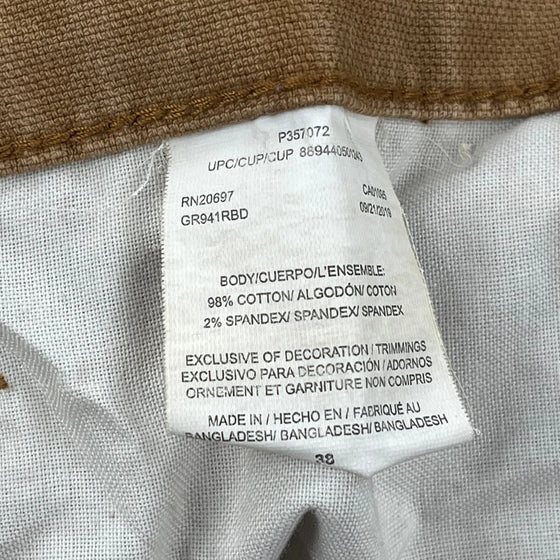 P357072
UPC/CUP/CUP 889440501343
RN20697 CA01095
GR941RBD 09/21/2019
BODY/CUERPO/L'ENSEMBLE:
98% COTTON/ ALGODÓN/ COTON
2% SPANDEX/ SPANDEX/ SPANDEX
EXCLUSIVE OF DECORATION / TRIMMINGS
EXCLUSIVO PARA DECORACIÓN / ADORNOS
ORNEMENT ET GARNITURE NON COMPRIS
MADE IN / HECHO EN / FABRIQUÉ AU
BANGLADESH/ BANGLADESH/ BANGLADESH
38